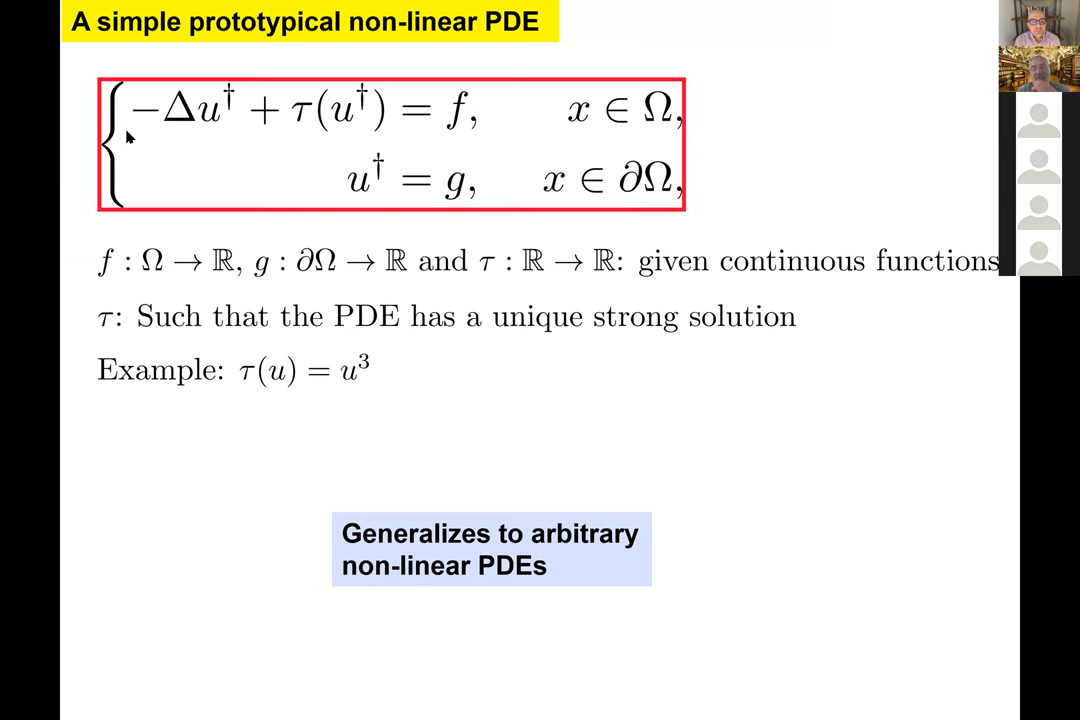 A simple prototypical non-linear PDE
−Δu† + τ(u†) = f, x ∈ Ω,
u† = g, x ∈ ∂Ω,
f : Ω → ℝ, g : ∂Ω → ℝ and τ : ℝ → ℝ: given continuous functions
τ: Such that the PDE has a unique strong solution
Example: τ(u) = u³
Generalizes to arbitrary
non-linear PDEs